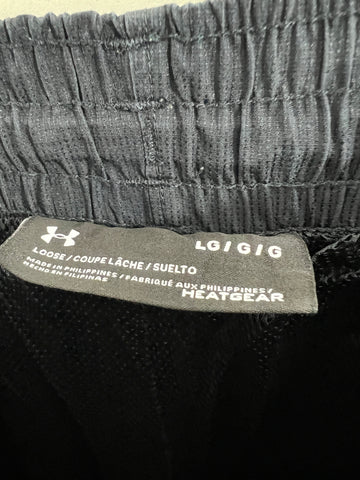 LG / G / G
LOOSE / COUPE LÂCHE / SUELTO
MADE IN PHILIPPINES / FABRIQUÉ AUX PHILIPPINES /
HECHO EN FILIPINAS
HEATGEAR